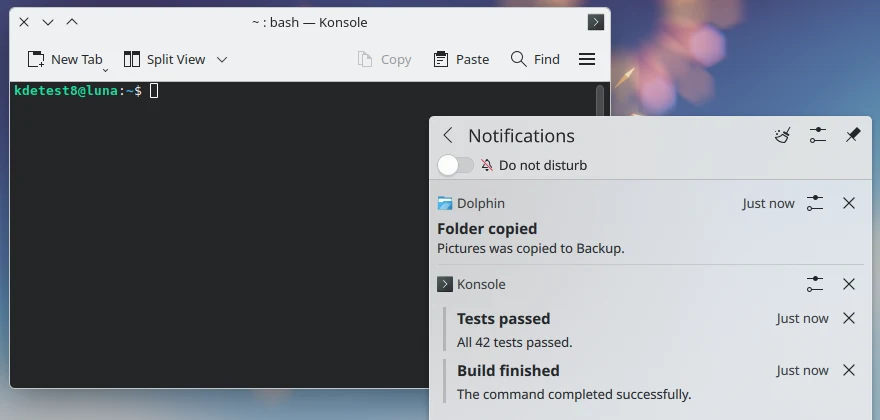 ~ : bash — Konsole
New Tab
Split View
Copy
Paste
Find
kdetest8@luna:~$
Notifications
Do not disturb
Dolphin
Just now
Folder copied
Pictures was copied to Backup.
Konsole
Tests passed
Just now
All 42 tests passed.
Build finished
Just now
The command completed successfully.